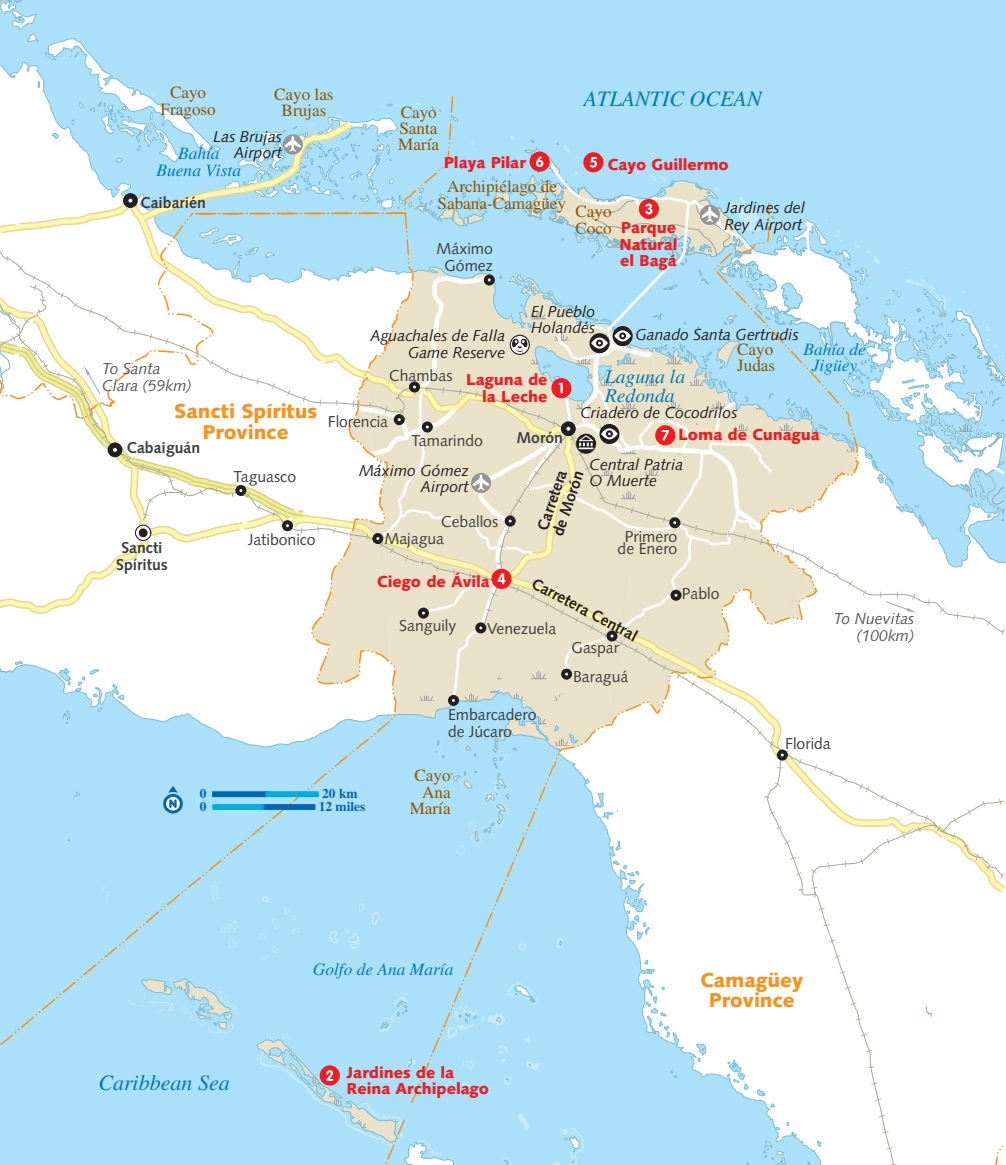 Cayo
Fragoso
Cayo las
Brujas
ATLANTIC OCEAN
Cayo
Santa
María
Las Brujas
Airport
Bahía
Buena Vista
Playa Pilar 6
5 Cayo Guillermo
Archipiélago de
Sabana-Camagüey
Caibarién
Cayo
Coco
3
Parque
Natural
el Bagá
Jardines del
Rey Airport
Máximo
Gómez
El Pueblo
Holandés
Aguachales de Falla
Game Reserve
Ganado Santa Gertrudis
Cayo
Judas
Bahía de
Jigüey
To Santa
Clara (59km)
Chambas
Laguna de
la Leche
1
Laguna la
Redonda
Sancti Spíritus
Province
Florencia
Tamarindo
Criadero de Cocodrilos
Morón
7 Loma de Cunagua
Cabaiguán
Central Patria
O Muerte
Máximo Gómez
Airport
Taguasco
Carretera
de Morón
Ceballos
Jatibonico
Majagua
Primero
de Enero
Sancti
Spíritus
Ciego de Ávila 4
Carretera Central
Pablo
Sanguily
Venezuela
Gaspar
To Nuevitas
(100km)
Baraguá
Embarcadero
de Júcaro
Florida
Cayo
Ana
María
N
0 20 km
0 12 miles
Golfo de Ana María
Camagüey
Province
Caribbean Sea
2 Jardines de la
Reina Archipelago